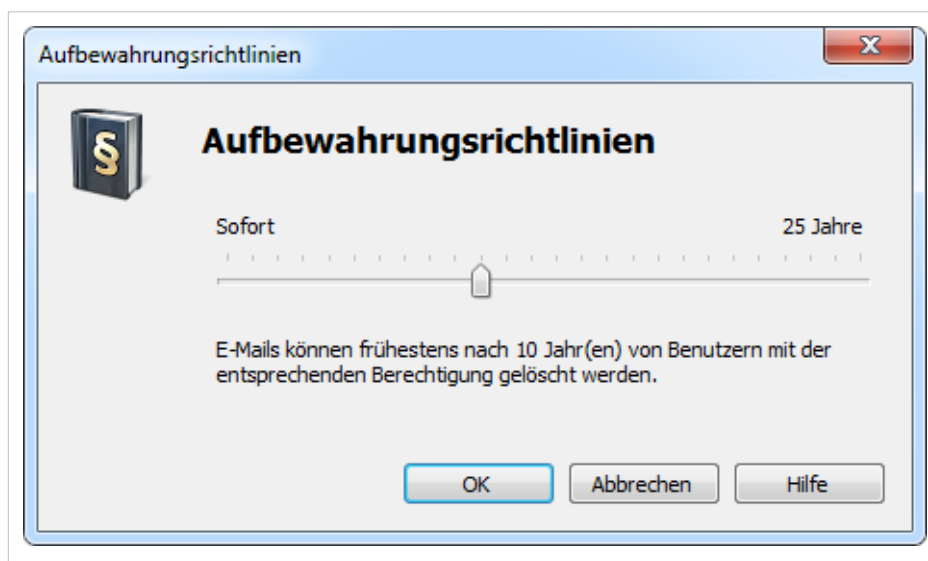 Aufbewahrungsrichtlinien
§
Aufbewahrungsrichtlinien
Sofort
25 Jahre
E-Mails können frühestens nach 10 Jahr(en) von Benutzern mit der
entsprechenden Berechtigung gelöscht werden.
OK
Abbrechen
Hilfe